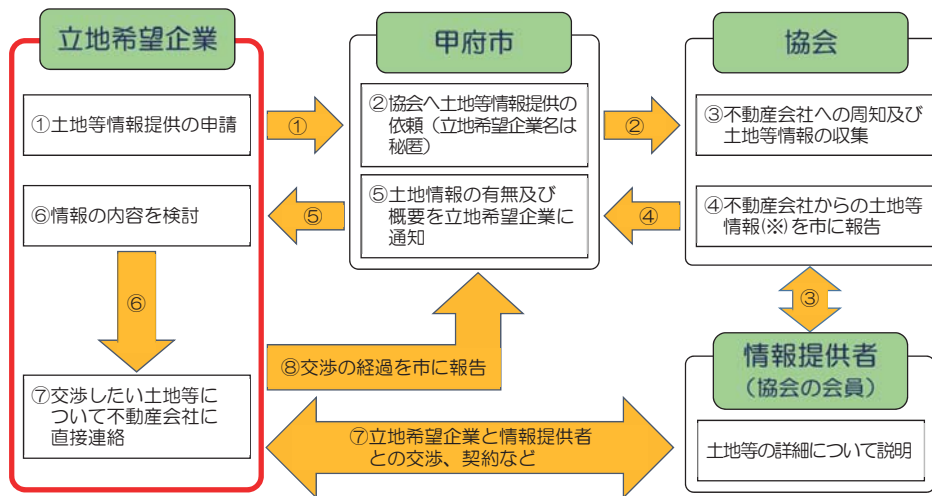 立地希望企業
甲府市
協会
①土地等情報提供の申請
①
②協会へ土地等情報提供の
依頼（立地希望企業名は
秘匿）
②
③不動産会社への周知及び
土地等情報の収集
⑥情報の内容を検討
⑤
⑤土地情報の有無及び
概要を立地希望企業に
通知
④
④不動産会社からの土地等
情報(※)を市に報告
⑥
③
⑧交渉の経過を市に報告
情報提供者
（協会の会員）
⑦交渉したい土地等に
ついて不動産会社に
直接連絡
⑦立地希望企業と情報提供者
との交渉、契約など
土地等の詳細について説明